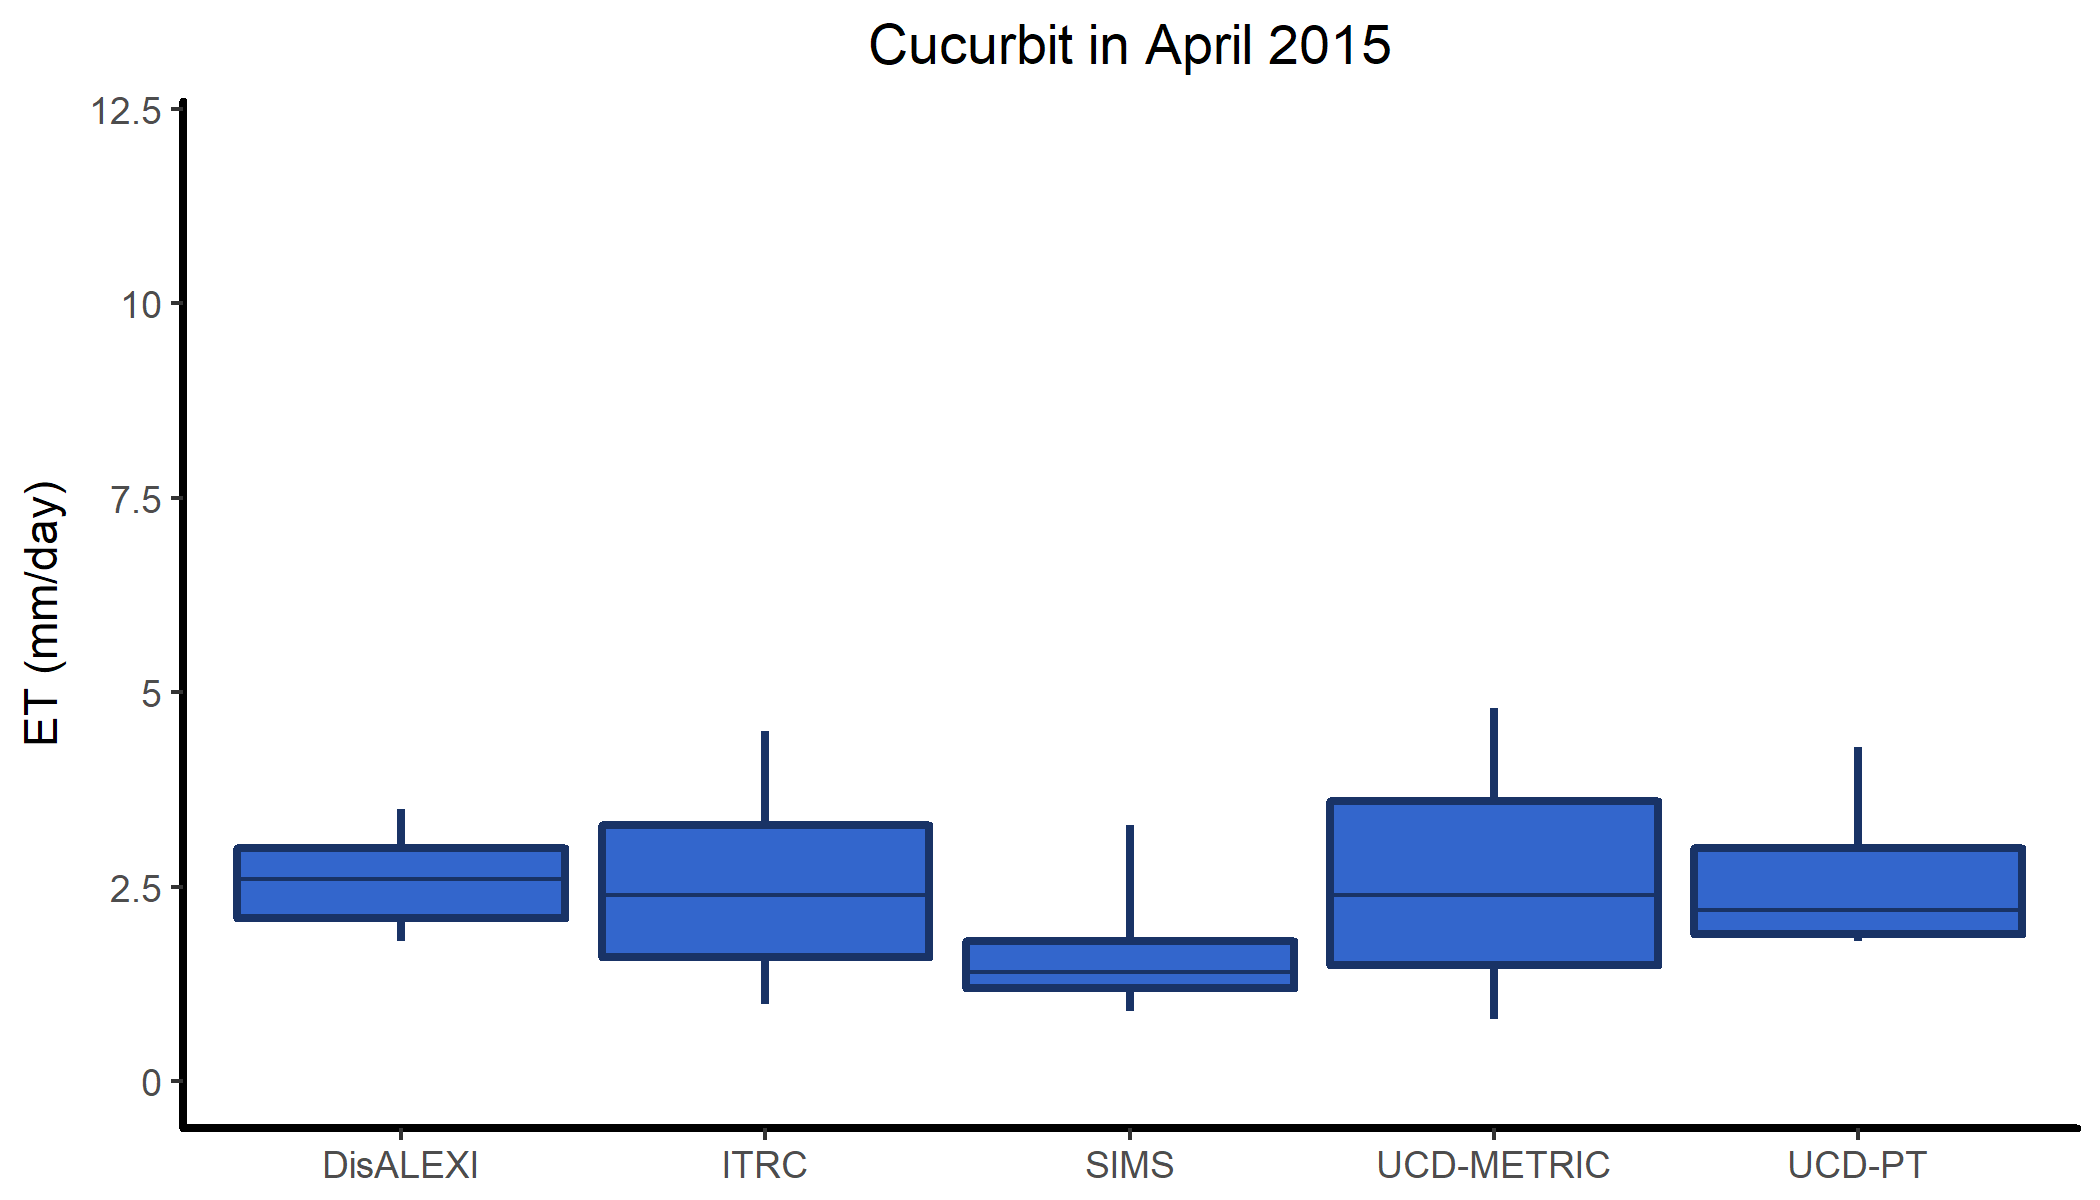 Cucurbit in April 2015
12.5
10
7.5
5
2.5
0
ET (mm/day)
DisALEXI
ITRC
SIMS
UCD-METRIC
UCD-PT